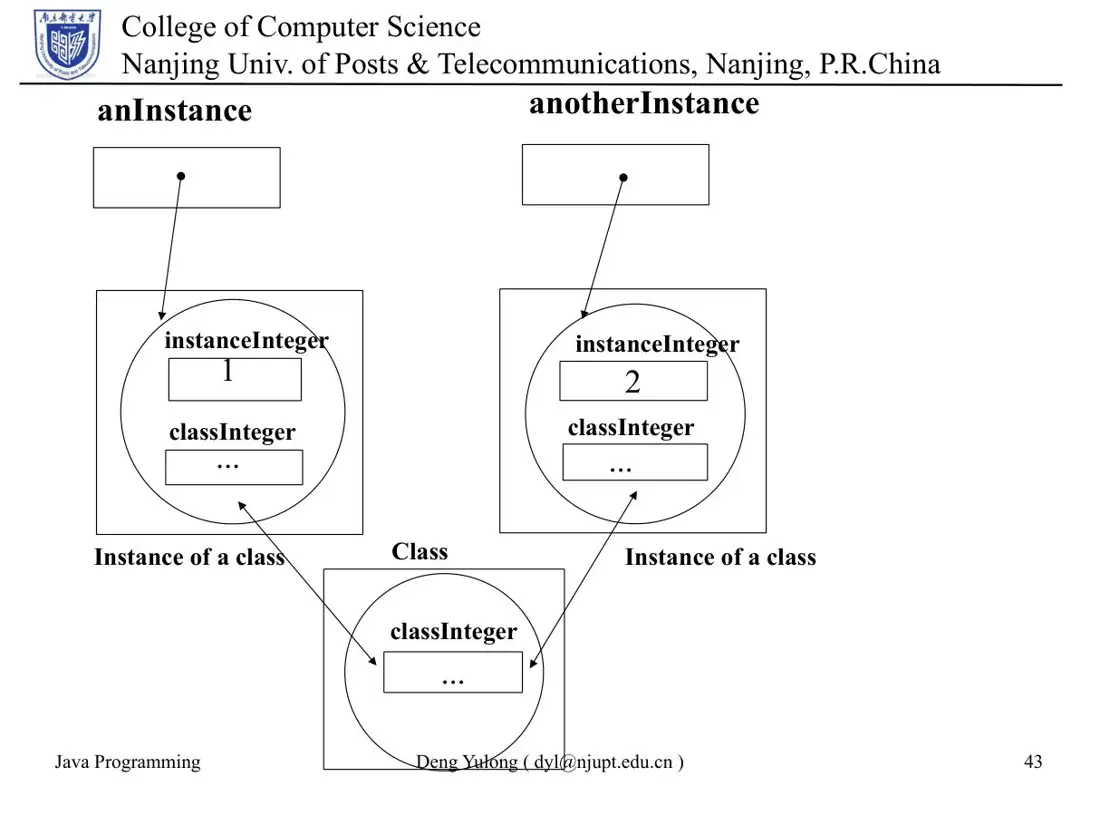 College of Computer Science
Nanjing Univ. of Posts & Telecommunications, Nanjing, P.R.China
anInstance
anotherInstance
instanceInteger
1
classInteger
...
instanceInteger
2
classInteger
...
Instance of a class
Class
Instance of a class
classInteger
...
Java Programming
Deng Yulong ( dyl@njupt.edu.cn )
43